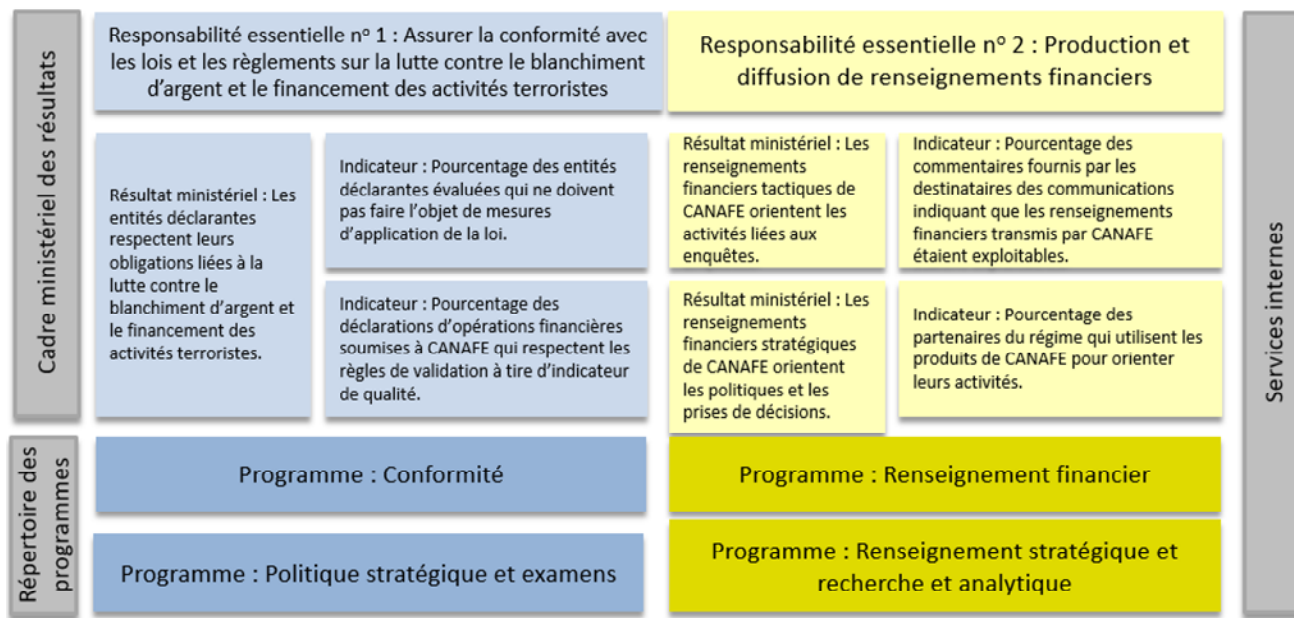 Cadre ministériel des résultats
Responsabilité essentielle nº 1 : Assurer la conformité avec
les lois et les règlements sur la lutte contre le blanchiment
d’argent et le financement des activités terroristes
Responsabilité essentielle nº 2 : Production et
diffusion de renseignements financiers
Résultat ministériel : Les
entités déclarantes
respectent leurs
obligations liées à la
lutte contre le
blanchiment d’argent et
le financement des
activités terroristes.
Indicateur : Pourcentage des entités
déclarantes évaluées qui ne doivent
pas faire l’objet de mesures
d’application de la loi.
Indicateur : Pourcentage des
déclarations d’opérations financières
soumises à CANAFE qui respectent les
règles de validation à tire d’indicateur
de qualité.
Résultat ministériel : Les
renseignements
financiers tactiques de
CANAFE orientent les
activités liées aux
enquêtes.
Indicateur : Pourcentage des
commentaires fournis par les
destinataires des communications
indiquant que les renseignements
financiers transmis par CANAFE
étaient exploitables.
Résultat ministériel : Les
renseignements
financiers stratégiques
de CANAFE orientent
les politiques et les
prises de décisions.
Indicateur : Pourcentage des
partenaires du régime qui utilisent les
produits de CANAFE pour orienter
leurs activités.
Répertoire des
programmes
Programme : Conformité
Programme : Renseignement financier
Programme : Politique stratégique et examens
Programme : Renseignement stratégique et
recherche et analytique
Services internes